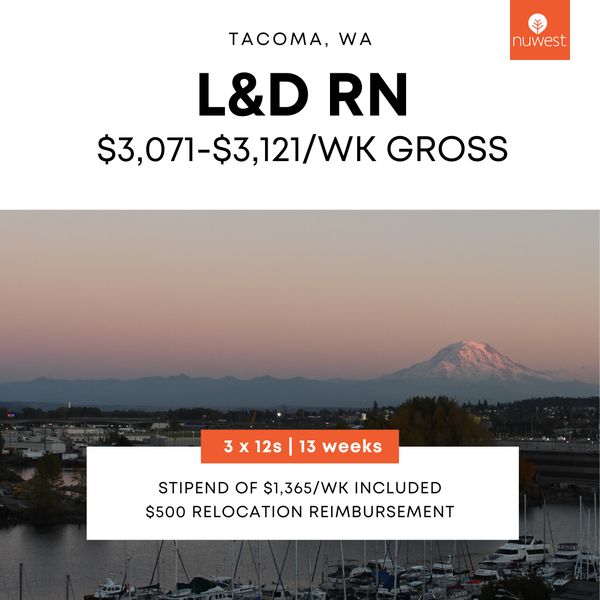 nuwest
TACOMA, WA
L&D RN
$3,071-$3,121/WK GROSS
3 x 12s | 13 weeks
STIPEND OF $1,365/WK INCLUDED
$500 RELOCATION REIMBURSEMENT